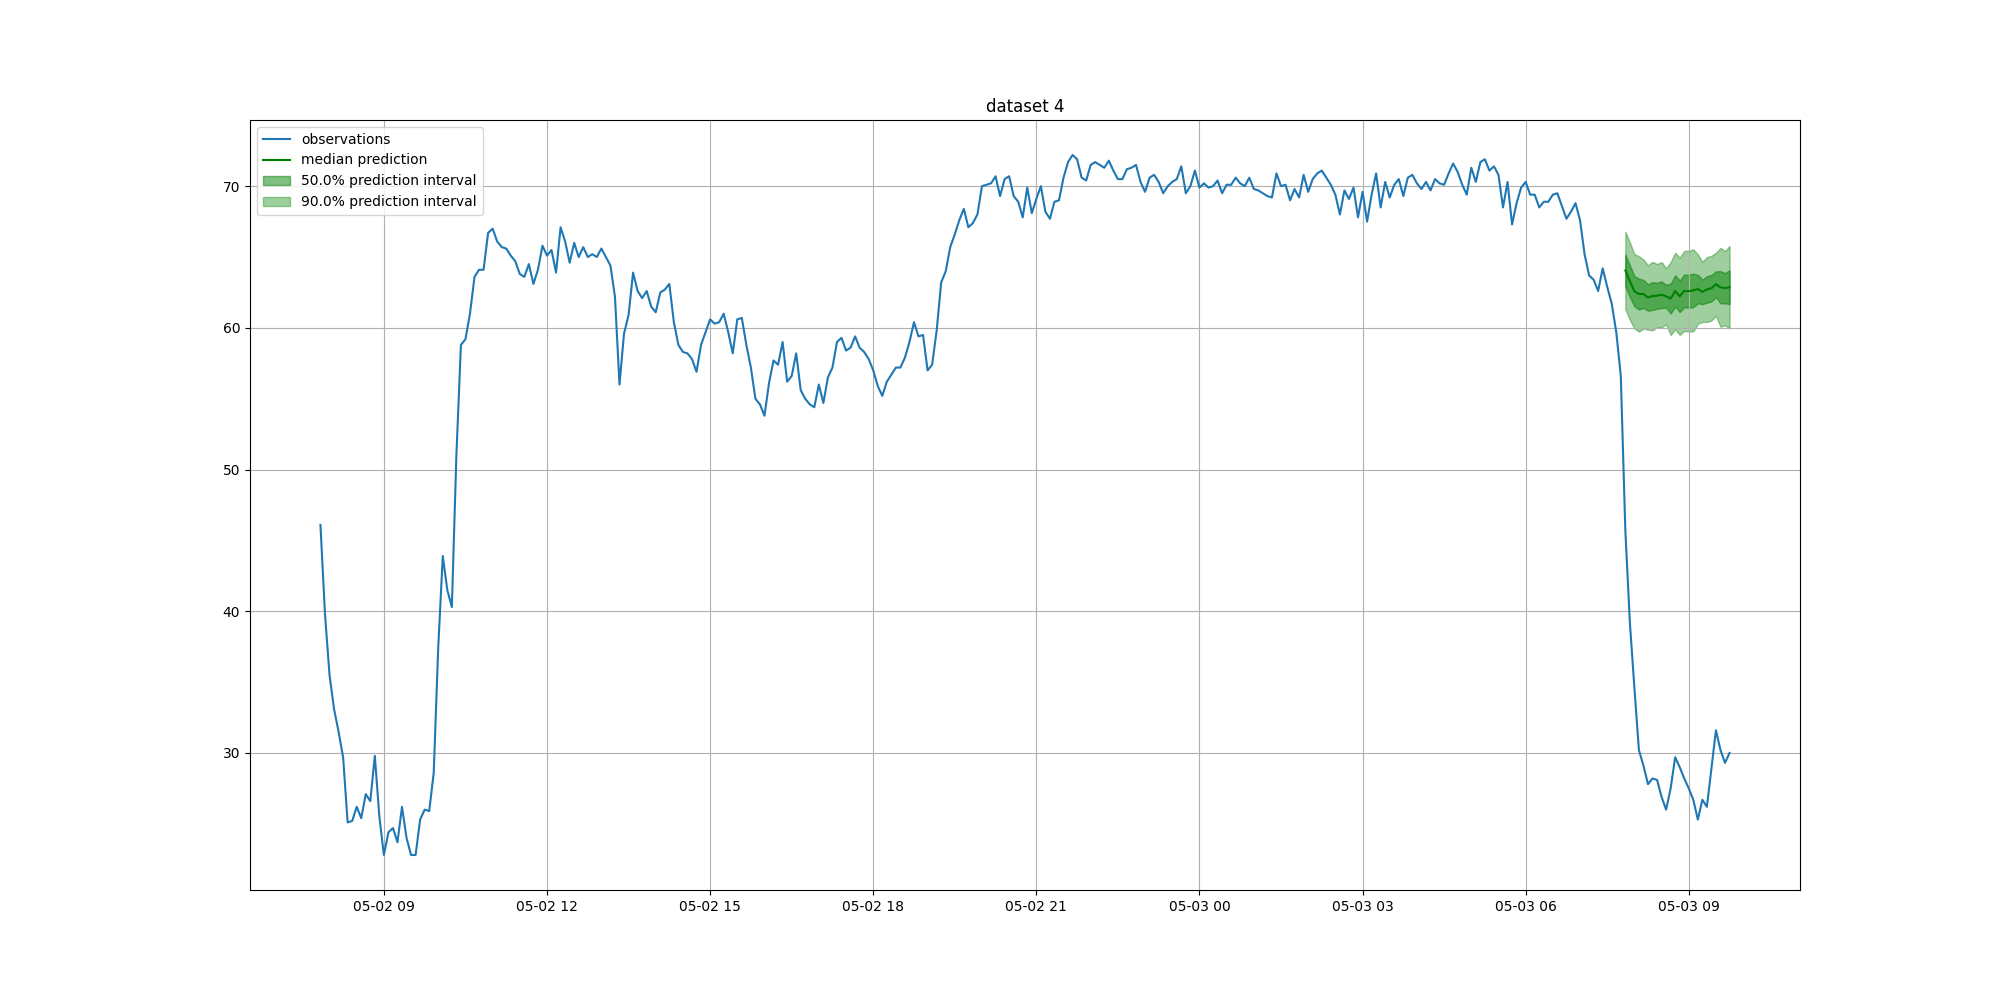 dataset 4
observations
median prediction
50.0% prediction interval
90.0% prediction interval
70
60
50
40
30
05-02 09
05-02 12
05-02 15
05-02 18
05-02 21
05-03 00
05-03 03
05-03 06
05-03 09